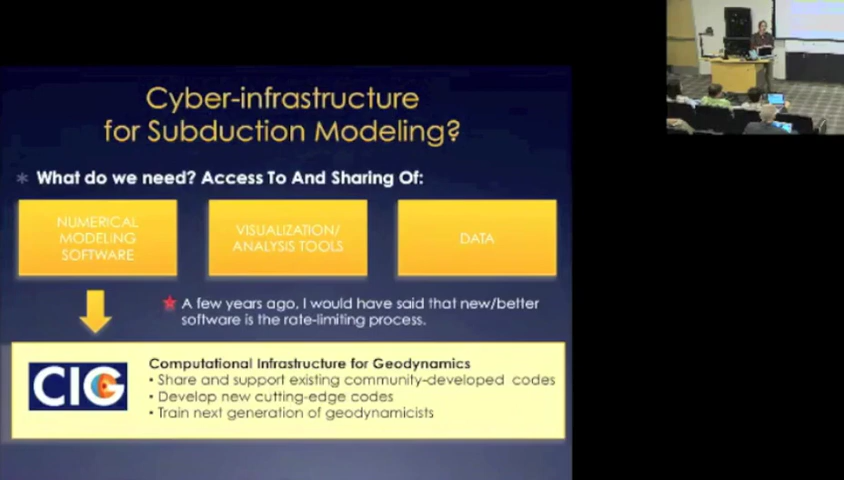 Cyber-infrastructure
for Subduction Modeling?
What do we need? Access To And Sharing Of:
NUMERICAL
MODELING
SOFTWARE
VISUALIZATION/
ANALYSIS TOOLS
DATA
A few years ago, I would have said that new/better
software is the rate-limiting process.
CIG
Computational Infrastructure for Geodynamics
• Share and support existing community-developed codes
• Develop new cutting-edge codes
• Train next generation of geodynamicists